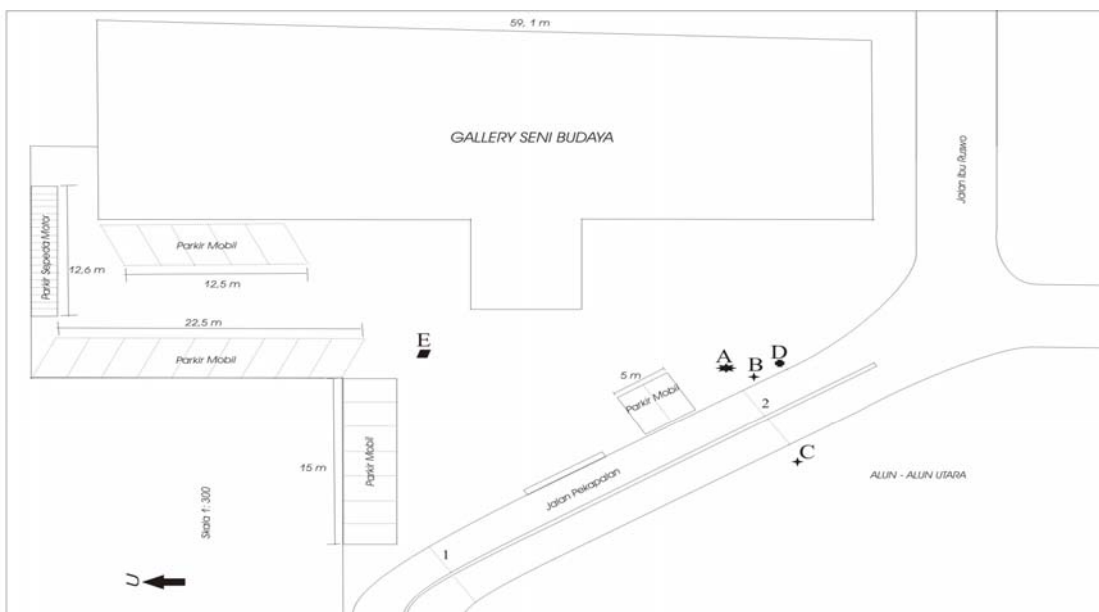 59, 1 m
GALLERY SENI BUDAYA
Jalan Ibu Ruswo
Parkir Sepeda Motor
12,6 m
Parkir Mobil
12,5 m
22,5 m
Parkir Mobil
E
A
B
D
5 m
Parkir Mobil
2
C
15 m
Parkir Mobil
Jalan Pekapalan
ALUN - ALUN UTARA
Skala 1: 300
1
U